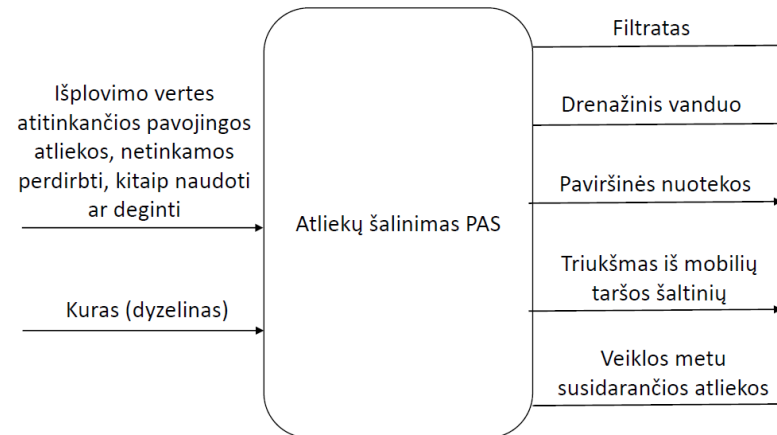 Išplovimo vertes
atitinkančios pavojingos
atliekos, netinkamos
perdirbti, kitaip naudoti
ar deginti
Kuras (dyzelinas)
Atliekų šalinimas PAS
Filtratas
Drenažinis vanduo
Paviršinės nuotekos
Triukšmas iš mobilių
taršos šaltinių
Veiklos metu
susidarančios atliekos